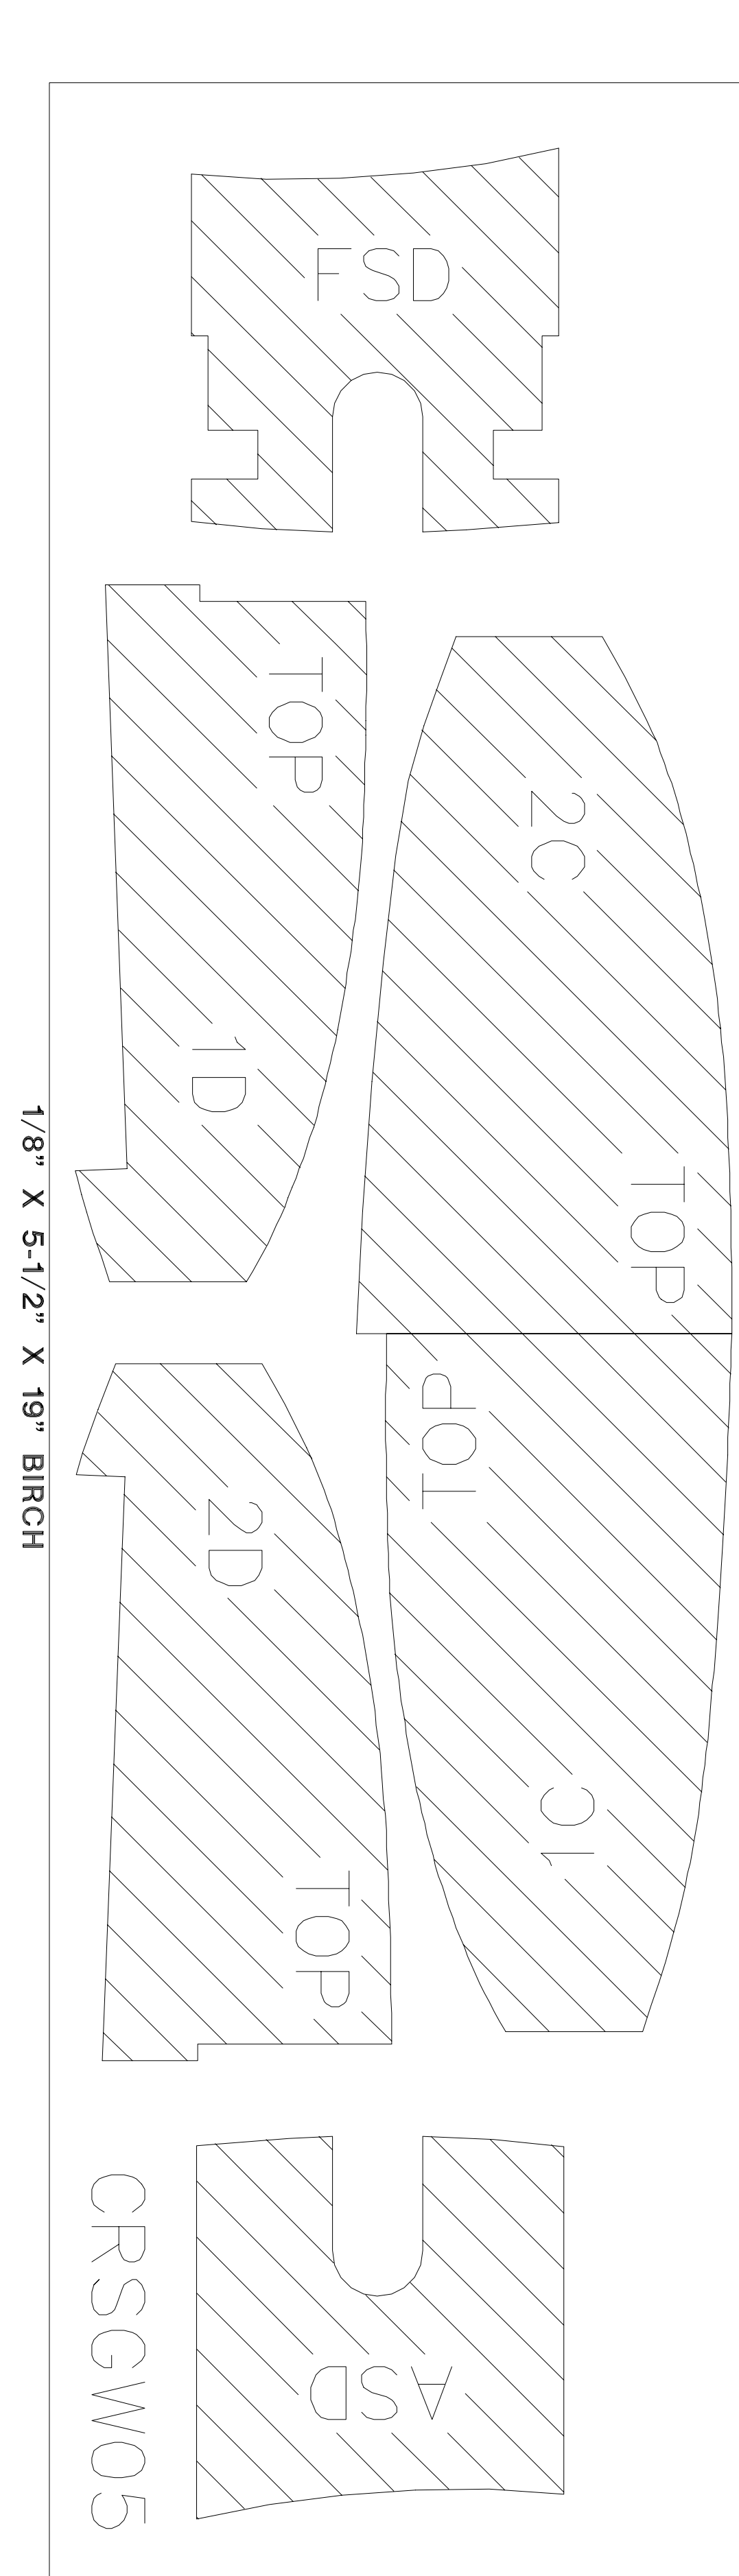 FSD
TOP
1D
2C
TOP
1/8" X 5-1/2" X 19" BIRCH
TOP
1C
2D
TOP
ASD
CRSGW05